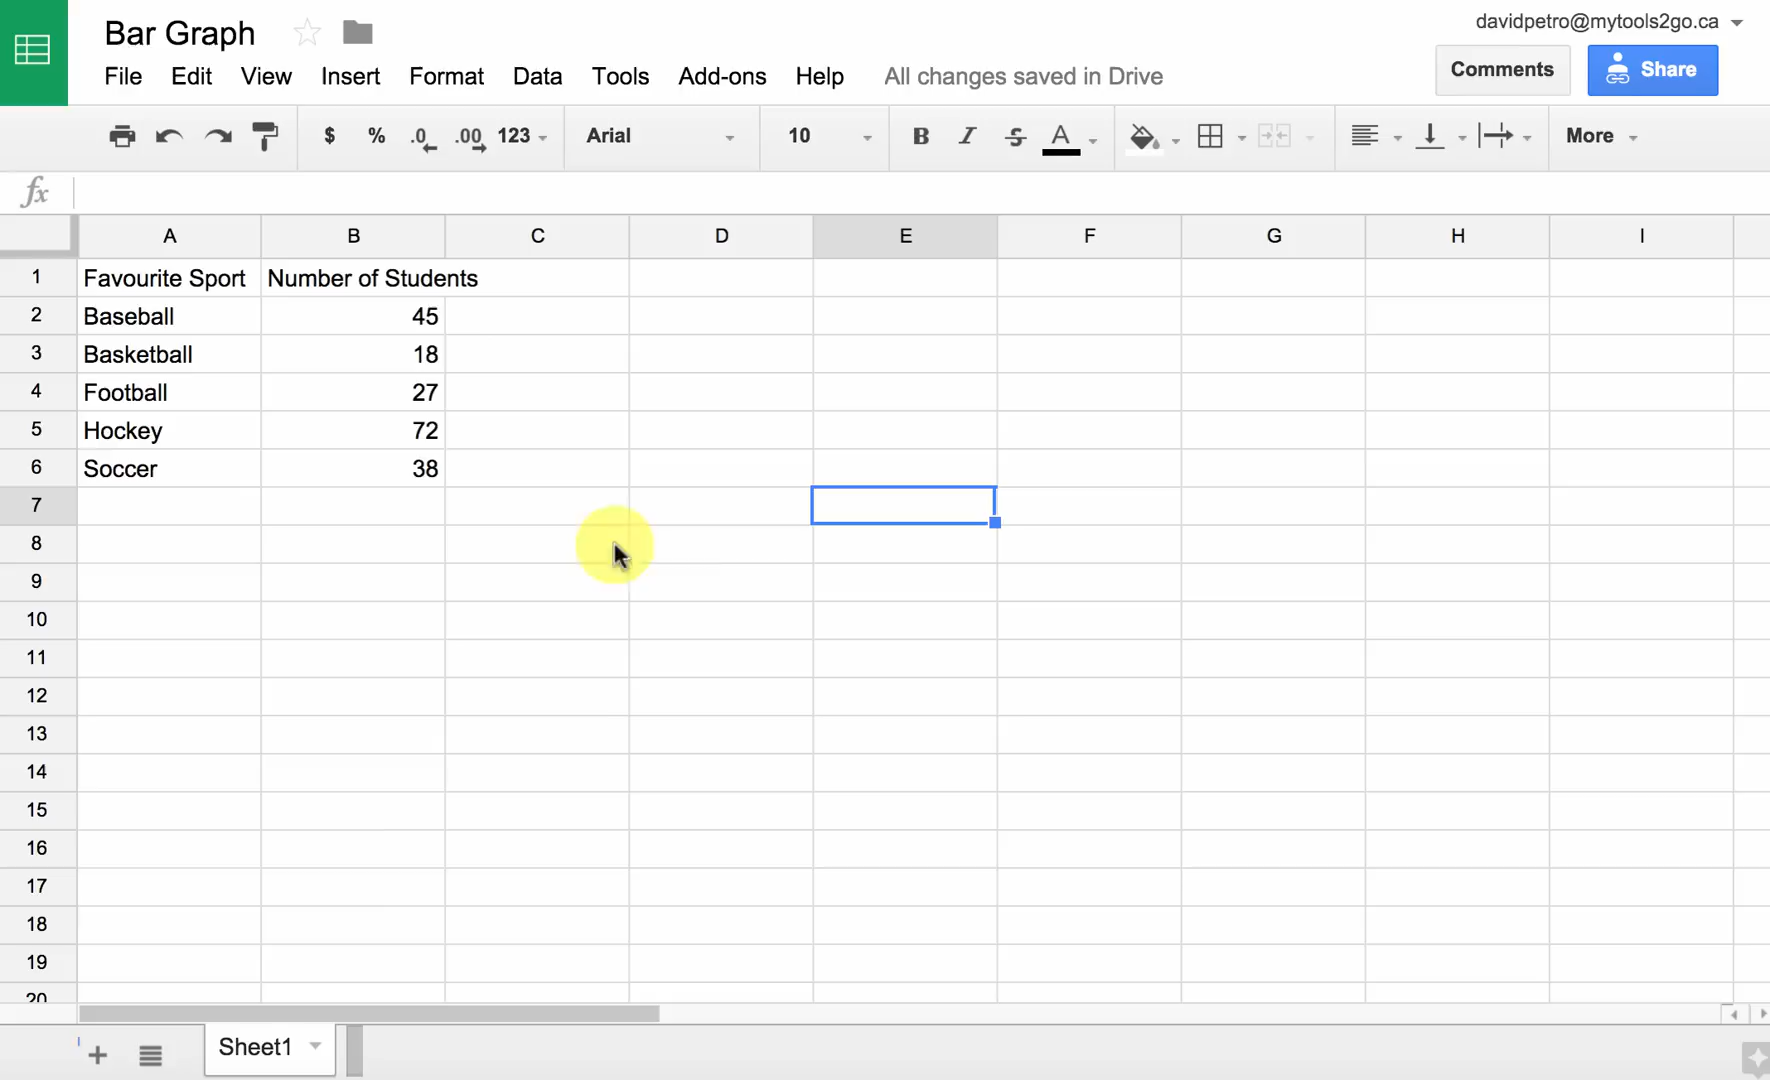 Bar Graph
davidpetro@mytools2go.ca
File Edit View Insert Format Data Tools Add-ons Help All changes saved in Drive
Comments Share
$ % .0 .00 123 Arial 10 B I S A More
fx
A B C D E F G H I
1 Favourite Sport Number of Students
2 Baseball 45
3 Basketball 18
4 Football 27
5 Hockey 72
6 Soccer 38
7
8
9
10
11
12
13
14
15
16
17
18
19
20
+ Sheet1